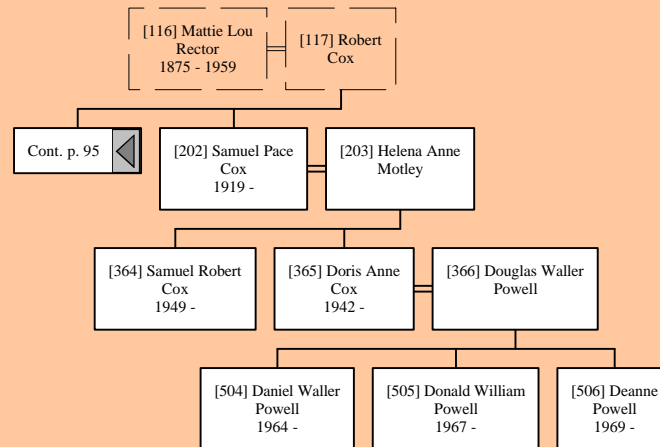 [116] Mattie Lou
Rector
1875 - 1959
[117] Robert
Cox
Cont. p. 95
[202] Samuel Pace
Cox
1919 -
[203] Helena Anne
Motley
[364] Samuel Robert
Cox
1949 -
[365] Doris Anne
Cox
1942 -
[366] Douglas Waller
Powell
[504] Daniel Waller
Powell
1964 -
[505] Donald William
Powell
1967 -
[506] Deanne
Powell
1969 -